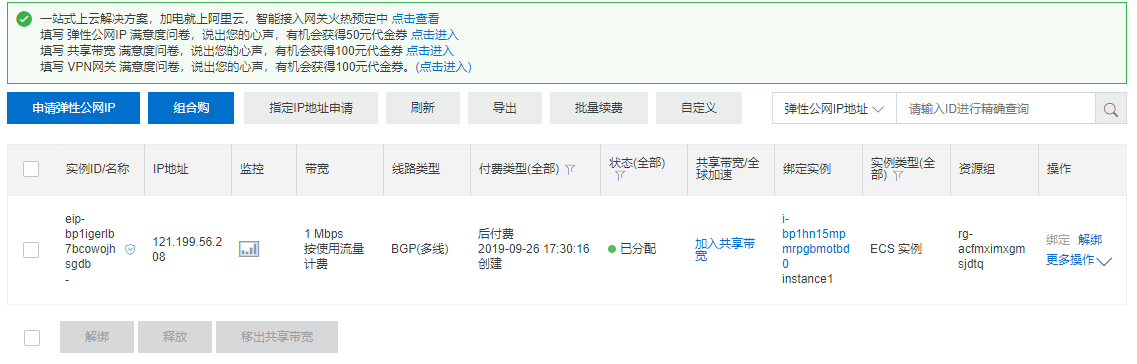 一站式上云解决方案，加电就上阿里云，智能接入网关火热预定中 点击查看
填写 弹性公网IP 满意度问卷，说出您的心声，有机会获得50元代金券 点击进入
填写 共享带宽 满意度问卷，说出您的心声，有机会获得100元代金券 点击进入
填写 VPN网关 满意度问卷，说出您的心声，有机会获得100元代金券。(点击进入)
申请弹性公网IP 组合购 指定IP地址申请 刷新 导出 批量续费 自定义 弹性公网IP地址 请输入ID进行精确查询
实例ID/名称 IP地址 监控 带宽 线路类型 付费类型(全部) 状态(全部) 共享带宽/全
球加速 绑定实例 实例类型(全
部) 资源组 操作
eip-
bp1igerlb
7bcowojh
sgdb
-
121.199.56.2
08
1 Mbps
按使用流量
计费
BGP(多线)
后付费
2019-09-26 17:30:16
创建
已分配
加入共享带
宽
i-
bp1hn15mp
mrpgbmotbd
0
instance1
ECS 实例
rg-
acfmximxgm
sjdtq
绑定 解绑
更多操作
解绑 释放 移出共享带宽